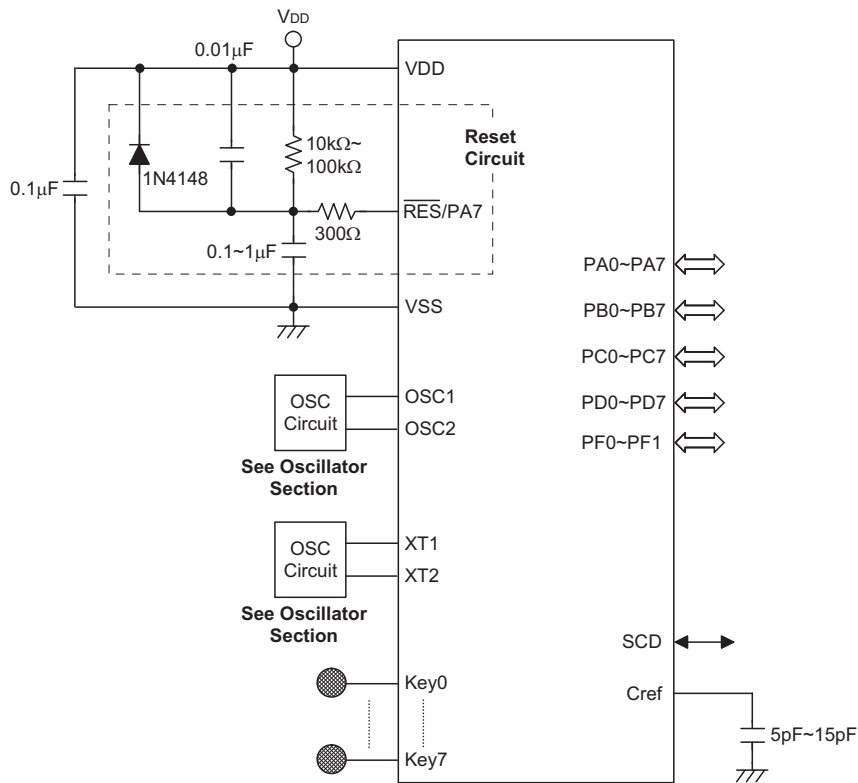 VDD
0.01μF
VDD
10kΩ~
100kΩ
Reset
Circuit
1N4148
0.1μF
RES/PA7
300Ω
0.1~1μF
VSS
PA0~PA7
PB0~PB7
PC0~PC7
PD0~PD7
PF0~PF1
OSC
Circuit
OSC1
OSC2
See Oscillator
Section
OSC
Circuit
XT1
XT2
See Oscillator
Section
SCD
Key0
Cref
5pF~15pF
Key7